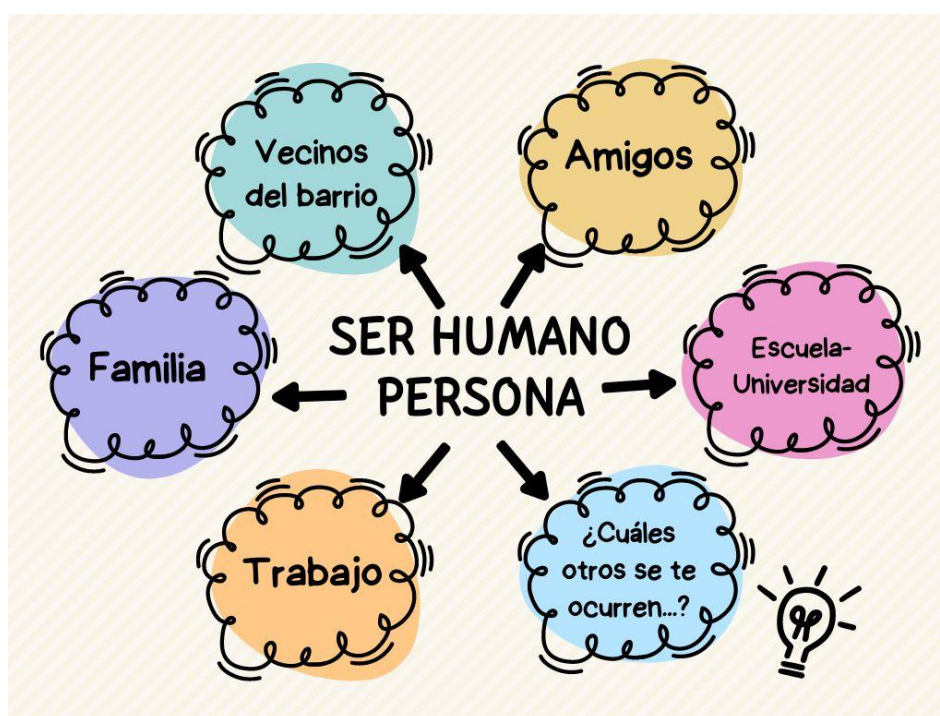 Vecinos
del barrio
Amigos
SER HUMANO
PERSONA
Familia
Escuela-
Universidad
Trabajo
¿Cuáles
otros se te
ocurren...?